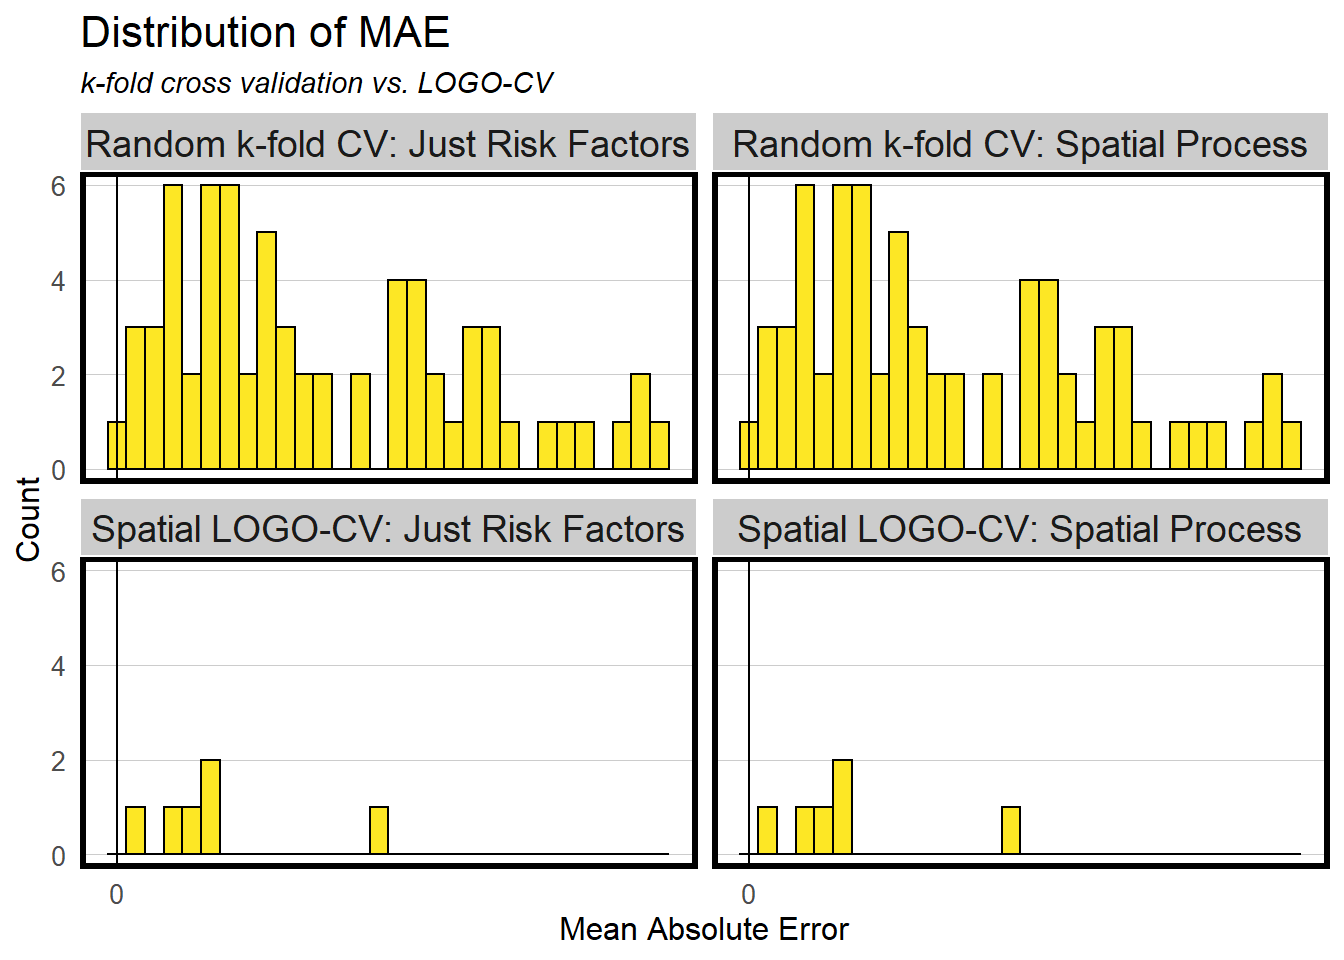 Distribution of MAE
k-fold cross validation vs. LOGO-CV
Random k-fold CV: Just Risk Factors
Random k-fold CV: Spatial Process
6
4
2
0
Count
Spatial LOGO-CV: Just Risk Factors
Spatial LOGO-CV: Spatial Process
6
4
2
0
0
0
Mean Absolute Error